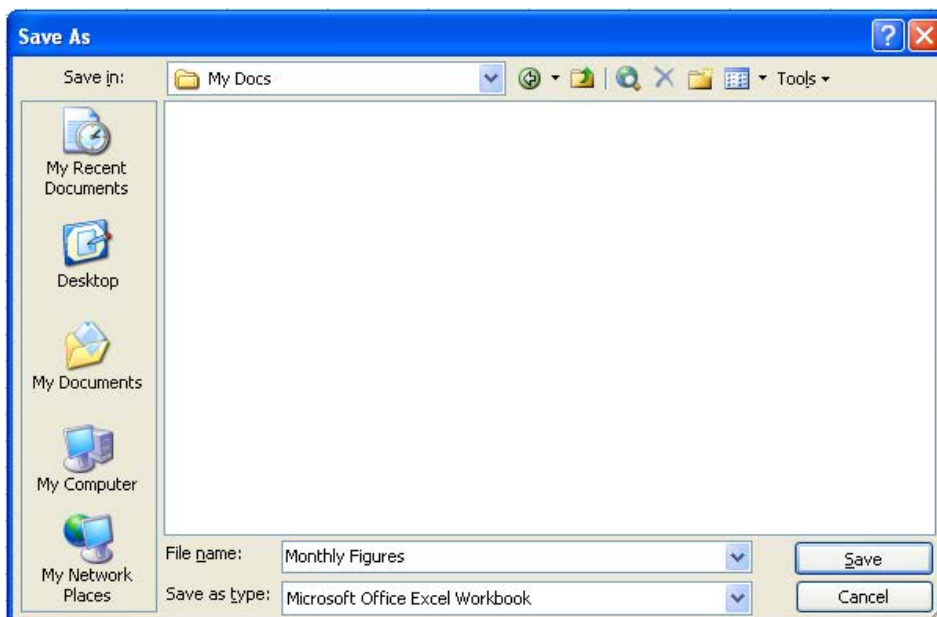 Save As
Save in:
My Docs
Tools
My Recent
Documents
Desktop
My Documents
My Computer
My Network
Places
File name:
Monthly Figures
Save
Save as type:
Microsoft Office Excel Workbook
Cancel